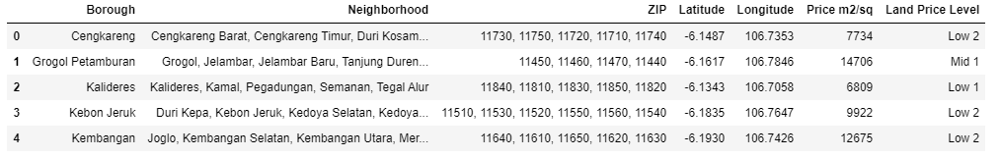 Borough Neighborhood ZIP Latitude Longitude Price m2/sq Land Price Level
0 Cengkareng Cengkareng Barat, Cengkareng Timur, Duri Kosam... 11730, 11750, 11720, 11710, 11740 -6.1487 106.7353 7734 Low 2
1 Grogol Petamburan Grogol, Jelambar, Jelambar Baru, Tanjung Duren... 11450, 11460, 11470, 11440 -6.1617 106.7846 14706 Mid 1
2 Kalideres Kalideres, Kamal, Pegadungan, Semanan, Tegal Alur 11840, 11810, 11830, 11850, 11820 -6.1343 106.7058 6809 Low 1
3 Kebon Jeruk Duri Kepa, Kebon Jeruk, Kedoya Selatan, Kedoya... 11510, 11530, 11520, 11550, 11560, 11540 -6.1835 106.7647 9922 Low 2
4 Kembangan Joglo, Kembangan Selatan, Kembangan Utara, Mer... 11640, 11610, 11650, 11620, 11630 -6.1930 106.7426 12675 Low 2